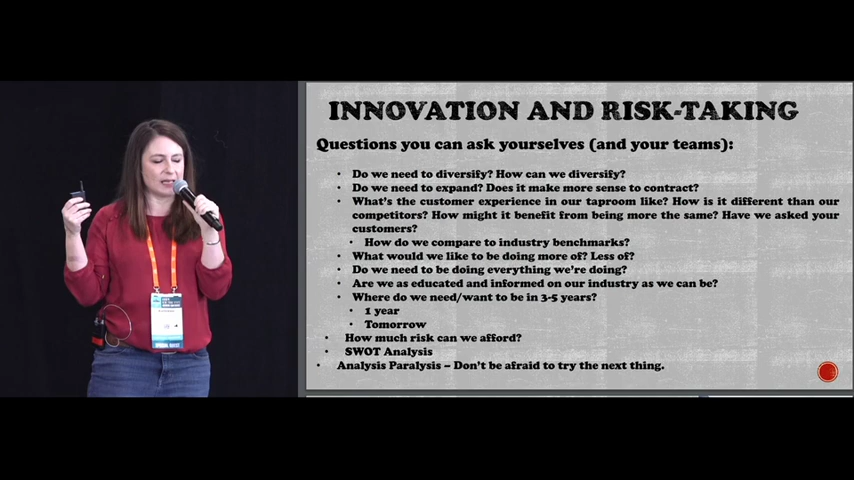 INNOVATION AND RISK-TAKING
Questions you can ask yourselves (and your teams):
• Do we need to diversify? How can we diversify?
• Do we need to expand? Does it make more sense to contract?
• What's the customer experience in our taproom like? How is it different than our
competitors? How might it benefit from being more the same? Have we asked your
customers?
• How do we compare to industry benchmarks?
• What would we like to be doing more of? Less of?
• Do we need to be doing everything we're doing?
• Are we as educated and informed on our industry as we can be?
• Where do we need/want to be in 3-5 years?
• 1 year
• Tomorrow
• How much risk can we afford?
• SWOT Analysis
• Analysis Paralysis – Don't be afraid to try the next thing.